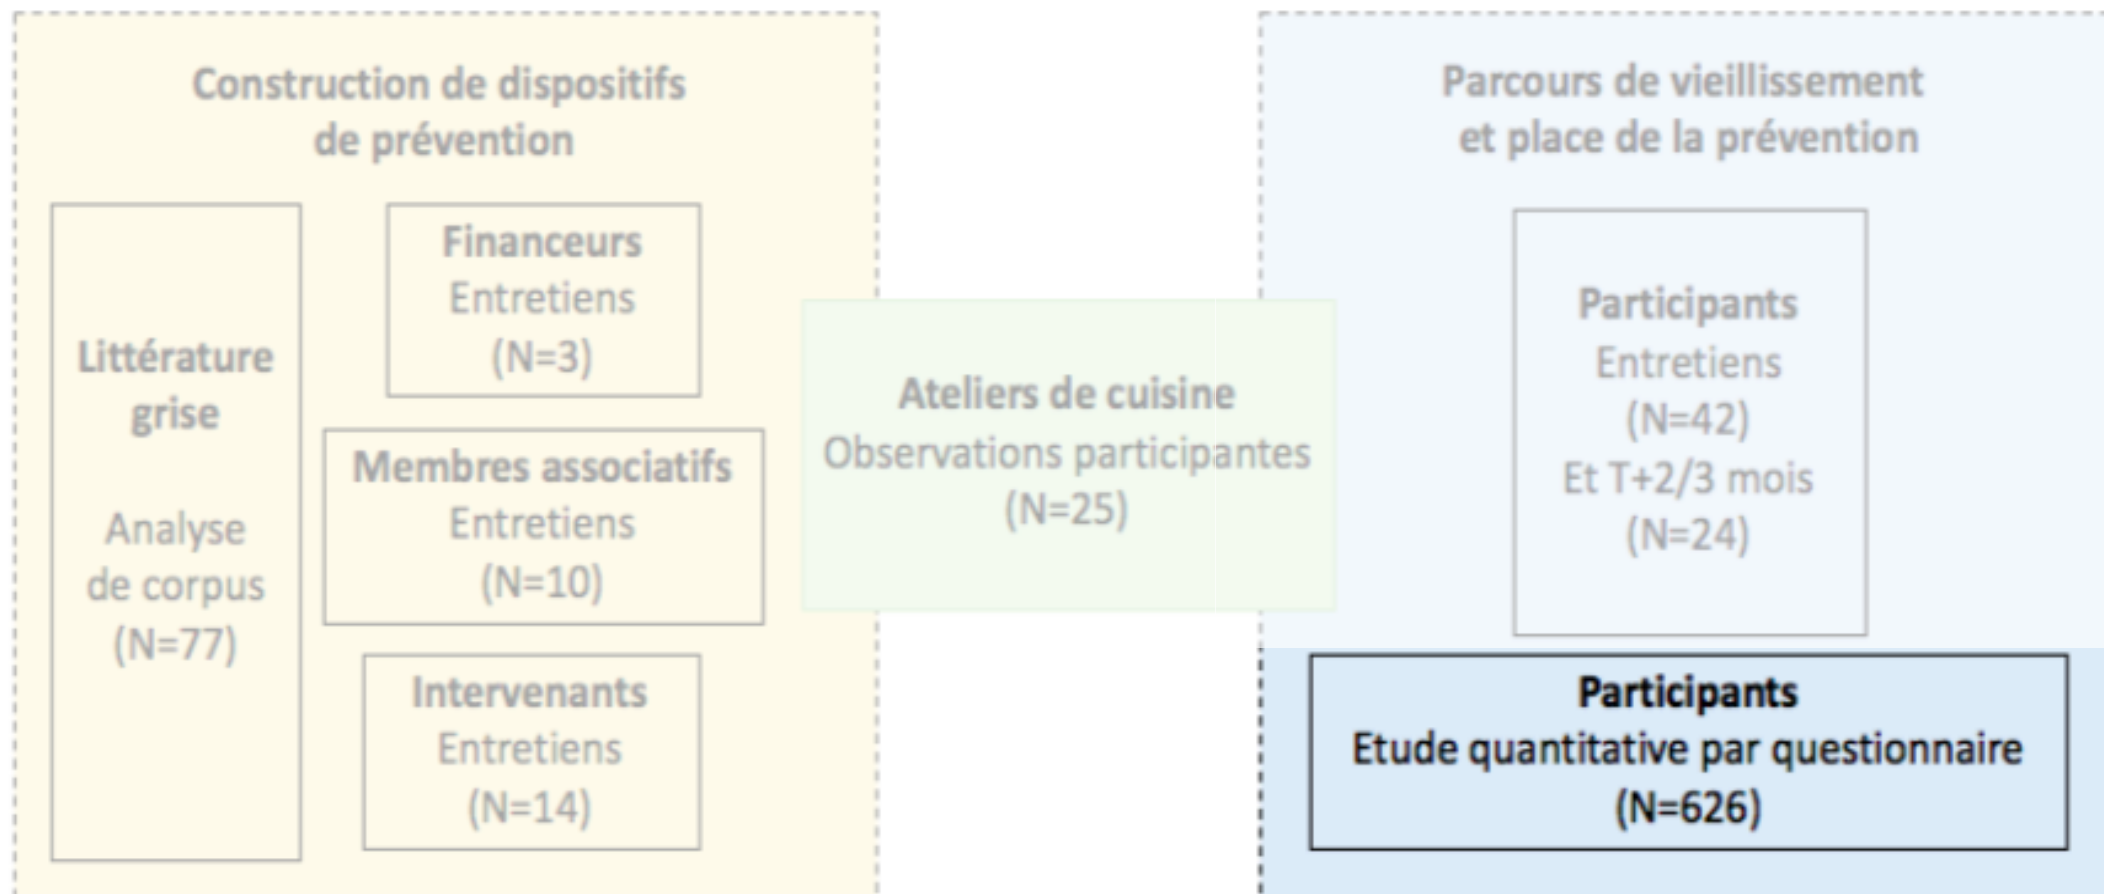 Construction de dispositifs
de prévention
Littérature
grise
Analyse
de corpus
(N=77)
Financeurs
Entretiens
(N=3)
Membres associatifs
Entretiens
(N=10)
Intervenants
Entretiens
(N=14)
Ateliers de cuisine
Observations participantes
(N=25)
Parcours de vieillissement
et place de la prévention
Participants
Entretiens
(N=42)
Et T+2/3 mois
(N=24)
Participants
Etude quantitative par questionnaire
(N=626)